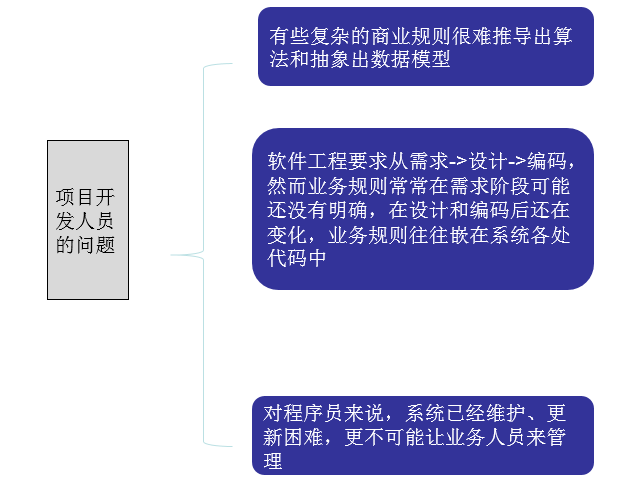 项目开
发人员
的问题
有些复杂的商业规则很难推导出算
法和抽象出数据模型
软件工程要求从需求->设计->编码，
然而业务规则常常在需求阶段可能
还没有明确，在设计和编码后还在
变化，业务规则往往嵌在系统各处
代码中
对程序员来说，系统已经维护、更
新困难，更不可能让业务人员来管
理